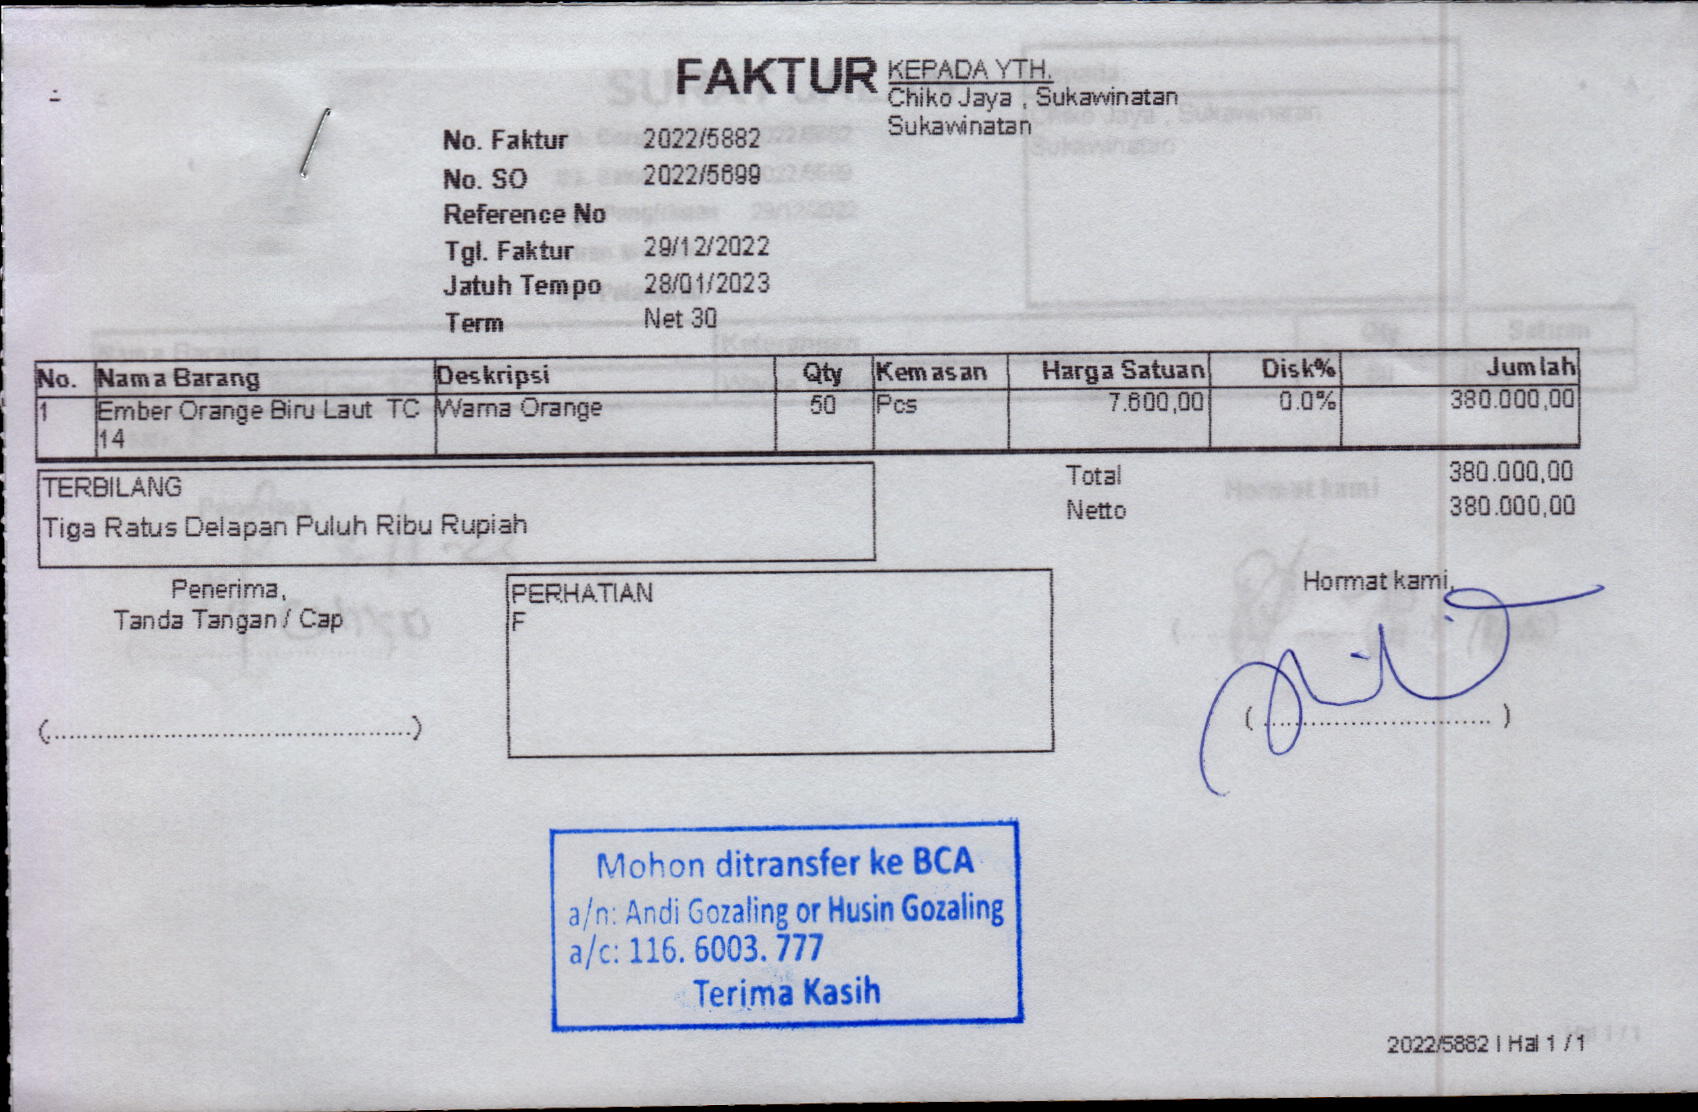 FAKTUR
KEPADA YTH.
Chiko Jaya , Sukawinatan
Sukawinatan
No. Faktur 2022/5882
No. SO 2022/5699
Reference No
Tgl. Faktur 29/12/2022
Jatuh Tempo 28/01/2023
Term Net 30
No. Nama Barang Deskripsi Qty Kemasan Harga Satuan Disk% Jumlah
1 Ember Orange Biru Laut TC Warna Orange 50 Pcs 7.600,00 0.0% 380.000,00
14
TERBILANG
Tiga Ratus Delapan Puluh Ribu Rupiah
Total 380.000,00
Netto 380.000,00
Penerima,
Tanda Tangan / Cap
(...............................................)
PERHATIAN
F
Hormat kami,
( .............................. )
Mohon ditransfer ke BCA
a/n: Andi Gozaling or Husin Gozaling
a/c: 116. 6003. 777
Terima Kasih
2022/5882 I Hal 1 / 1